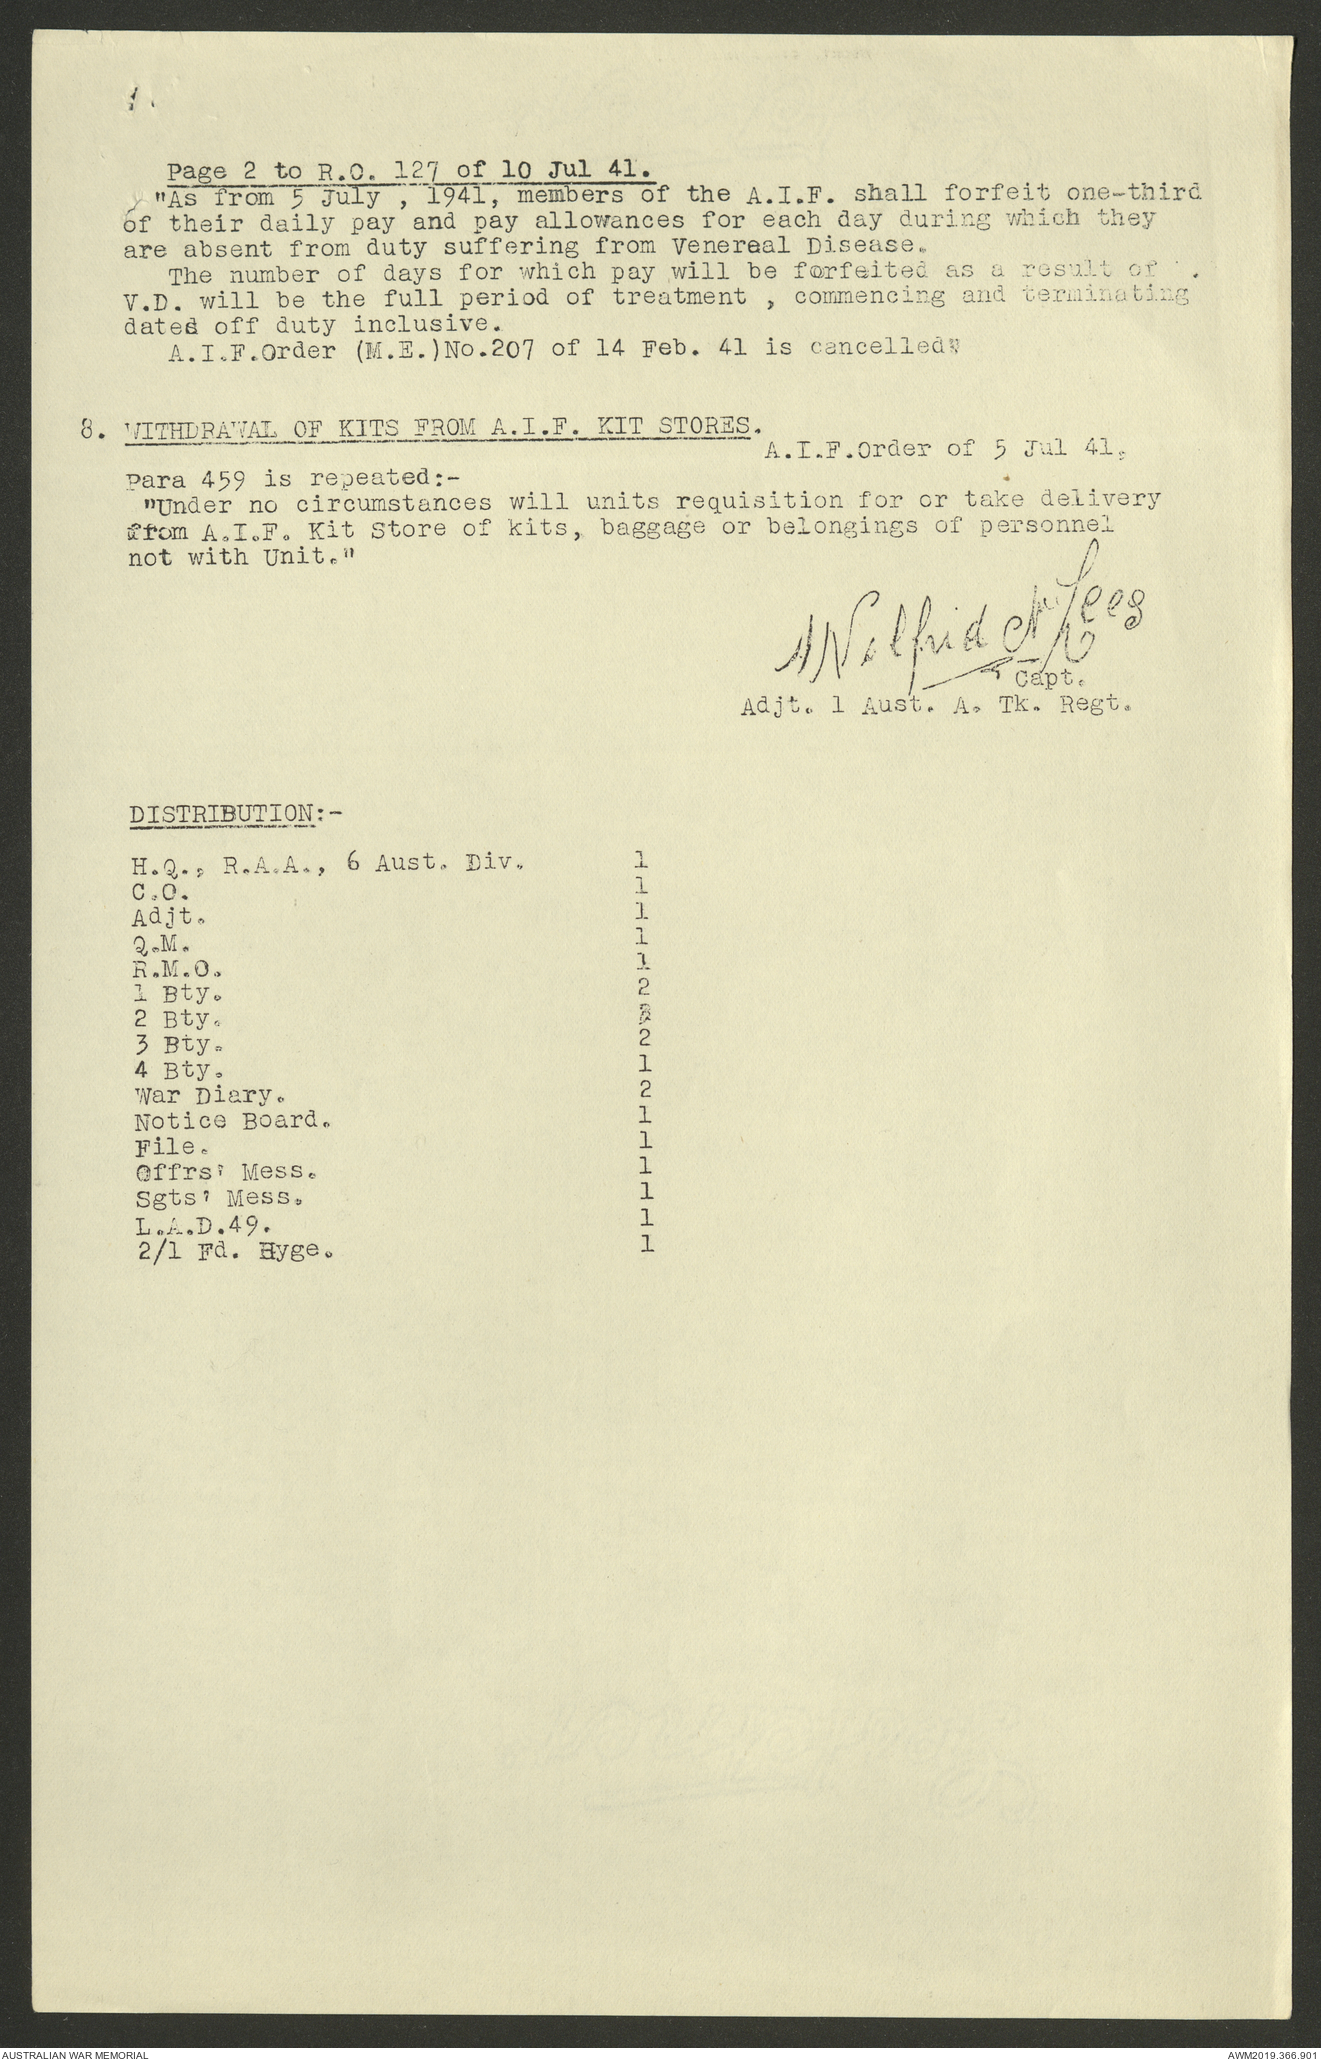 Page 2 to R.O. 127 of 10 Jul 41.
"As from 5 July , 1941, members of the A.I.F. shall forfeit one-third
of their daily pay and pay allowances for each day during which they
are absent from duty suffering from Venereal Disease.
The number of days for which pay will be forfeited as a result of
V.D. will be the full period of treatment , commencing and terminating
dates off duty inclusive.
A.I.F.Order (M.E.)No.207 of 14 Feb. 41 is cancelled"
8. WITHDRAWAL OF KITS FROM A.I.F. KIT STORES.
A.I.F.Order of 5 Jul 41.
Para 459 is repeated:-
"Under no circumstances will units requisition for or take delivery
from A.I.F. Kit Store of kits, baggage or belongings of personnel
not with Unit."
Wilfrid Lees
Capt.
Adjt. 1 Aust. A. Tk. Regt.
DISTRIBUTION:-
H.Q., R.A.A., 6 Aust. Div. 1
C.O. 1
Adjt. 1
Q.M. 1
R.M.O. 1
1 Bty. 2
2 Bty.
3 Bty. 2
4 Bty. 1
War Diary. 2
Notice Board. 1
File. 1
Offrs' Mess. 1
Sgts' Mess. 1
L.A.D.49. 1
2/1 Fd. Hyge. 1
AUSTRALIAN WAR MEMORIAL
AWM2019.366.901